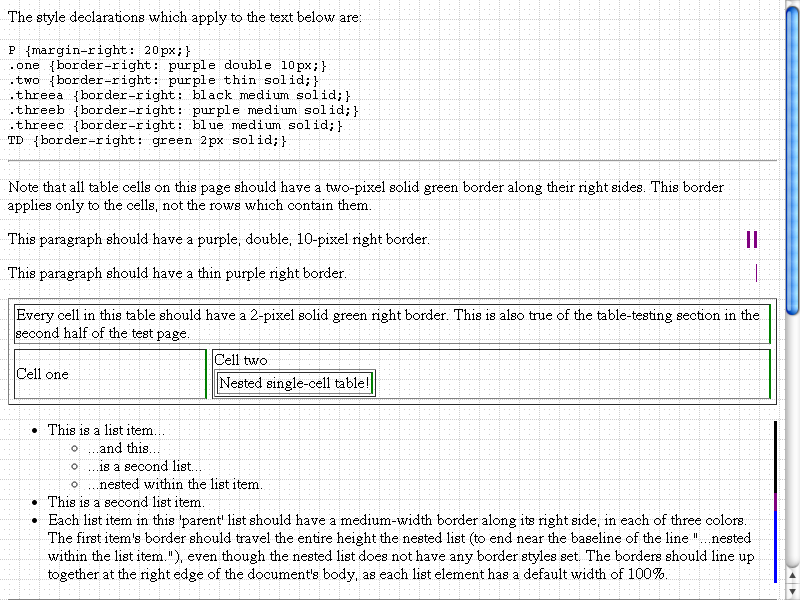 The style declarations which apply to the text below are:
P {margin-right: 20px;}
.one {border-right: purple double 10px;}
.two {border-right: purple thin solid;}
.threea {border-right: black medium solid;}
.threeb {border-right: purple medium solid;}
.threec {border-right: blue medium solid;}
TD {border-right: green 2px solid;}
Note that all table cells on this page should have a two-pixel solid green border along their right sides. This border
applies only to the cells, not the rows which contain them.
This paragraph should have a purple, double, 10-pixel right border.
This paragraph should have a thin purple right border.
Every cell in this table should have a 2-pixel solid green right border. This is also true of the table-testing section in the
second half of the test page.
Cell one
Cell two
Nested single-cell table!
This is a list item...
...and this...
...is a second list...
...nested within the list item.
This is a second list item.
Each list item in this 'parent' list should have a medium-width border along its right side, in each of three colors.
The first item's border should travel the entire height the nested list (to end near the baseline of the line "...nested
within the list item."), even though the nested list does not have any border styles set. The borders should line up
together at the right edge of the document's body, as each list element has a default width of 100%.